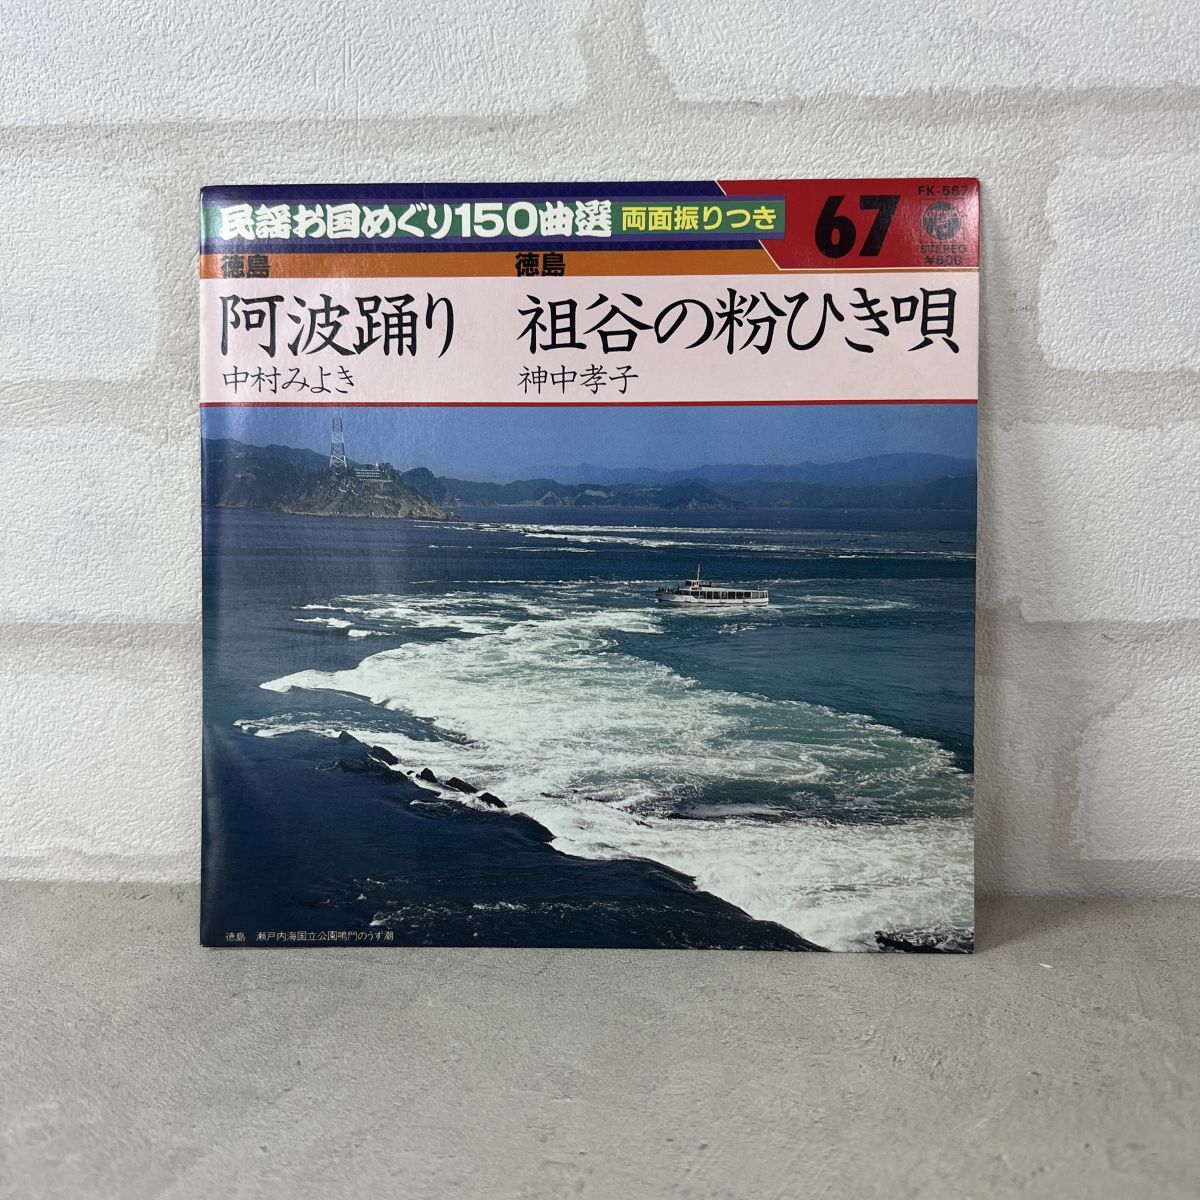 民謡お国めぐり150曲選 両面振りつき 67 FK-567
STEREO
¥600
徳島 徳島
阿波踊り 祖谷の粉ひき唄
中村みよき 神中孝子
徳島 瀬戸内海国立公園鳴門のうず潮